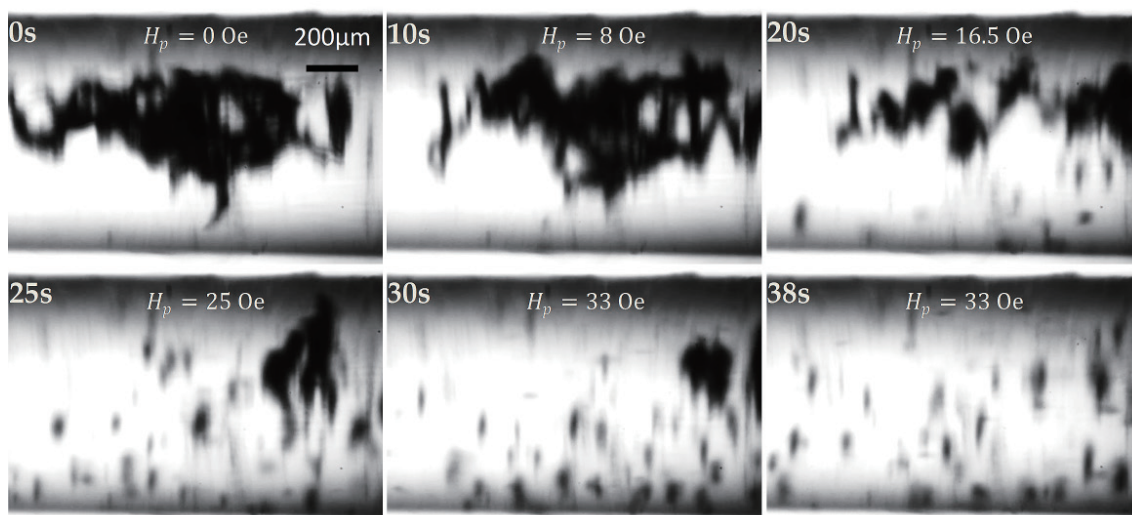 0s H_p = 0 Oe 200μm
10s H_p = 8 Oe
20s H_p = 16.5 Oe
25s H_p = 25 Oe
30s H_p = 33 Oe
38s H_p = 33 Oe